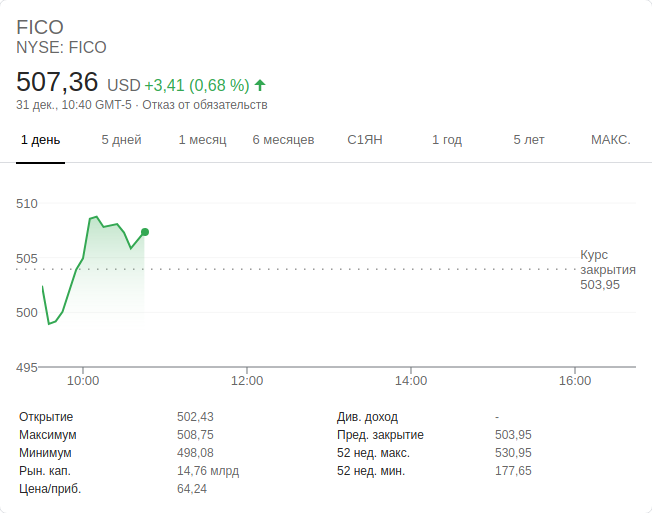 FICO
NYSE: FICO
507,36 USD +3,41 (0,68 %)
31 дек., 10:40 GMT-5 · Отказ от обязательств
1 день 5 дней 1 месяц 6 месяцев С1ЯН 1 год 5 лет МАКС.
510
505
500
495
Курс
закрытия
503,95
10:00 12:00 14:00 16:00
Открытие 502,43 Див. доход -
Максимум 508,75 Пред. закрытие 503,95
Минимум 498,08 52 нед. макс. 530,95
Рын. кап. 14,76 млрд 52 нед. мин. 177,65
Цена/приб. 64,24